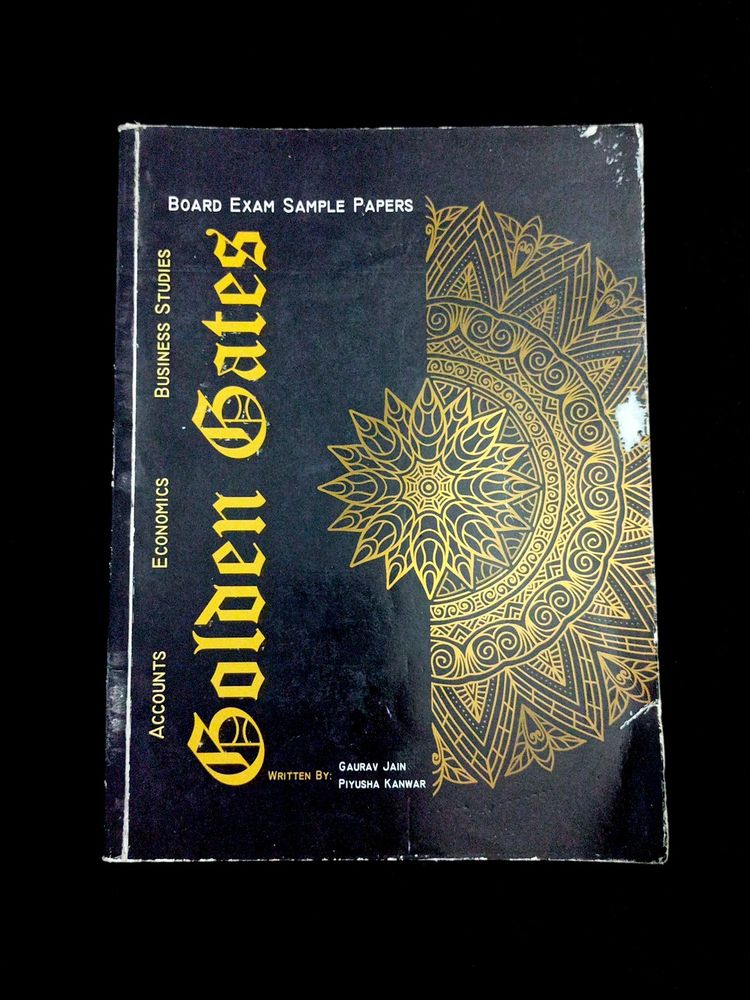 Board Exam Sample Papers
Accounts Economics Business Studies
Golden Gates
Written By:
Gaurav Jain
Piyusha Kanwar